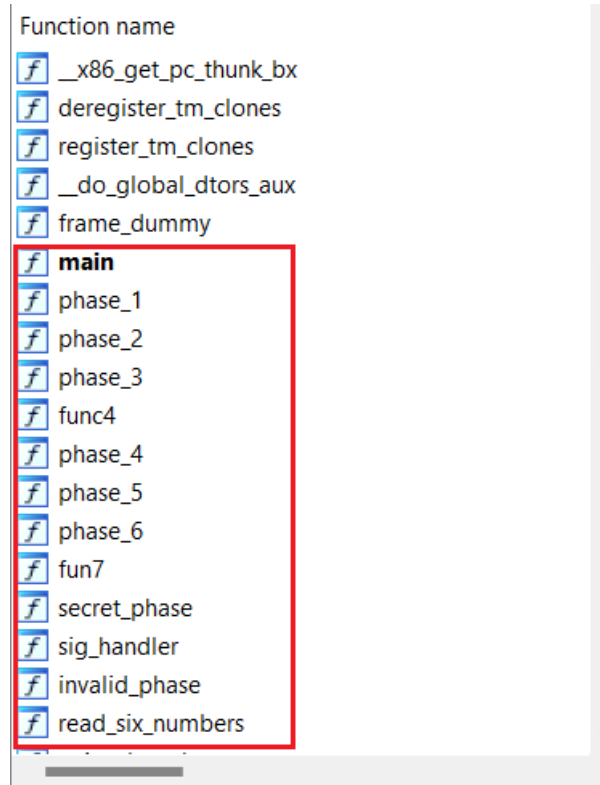 Function name
f __x86_get_pc_thunk_bx
f deregister_tm_clones
f register_tm_clones
f __do_global_dtors_aux
f frame_dummy
f main
f phase_1
f phase_2
f phase_3
f func4
f phase_4
f phase_5
f phase_6
f fun7
f secret_phase
f sig_handler
f invalid_phase
f read_six_numbers